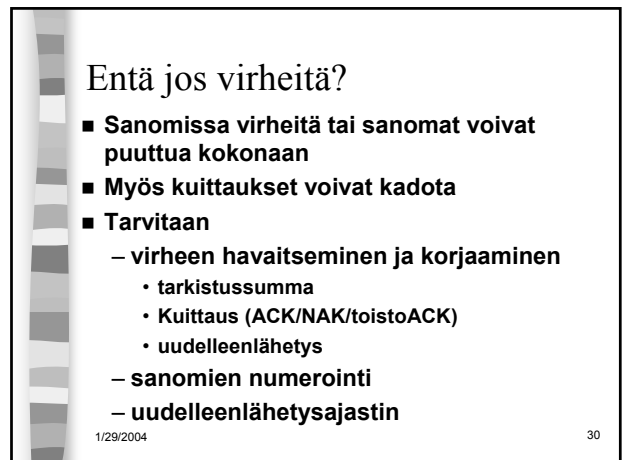 Entä jos virheitä?
■ Sanomissa virheitä tai sanomat voivat
puuttua kokonaan
■ Myös kuittaukset voivat kadota
■ Tarvitaan
– virheen havaitseminen ja korjaaminen
• tarkistussumma
• Kuittaus (ACK/NAK/toistoACK)
• uudelleenlähetys
– sanomien numerointi
– uudelleenlähetysajastin
1/29/2004 30